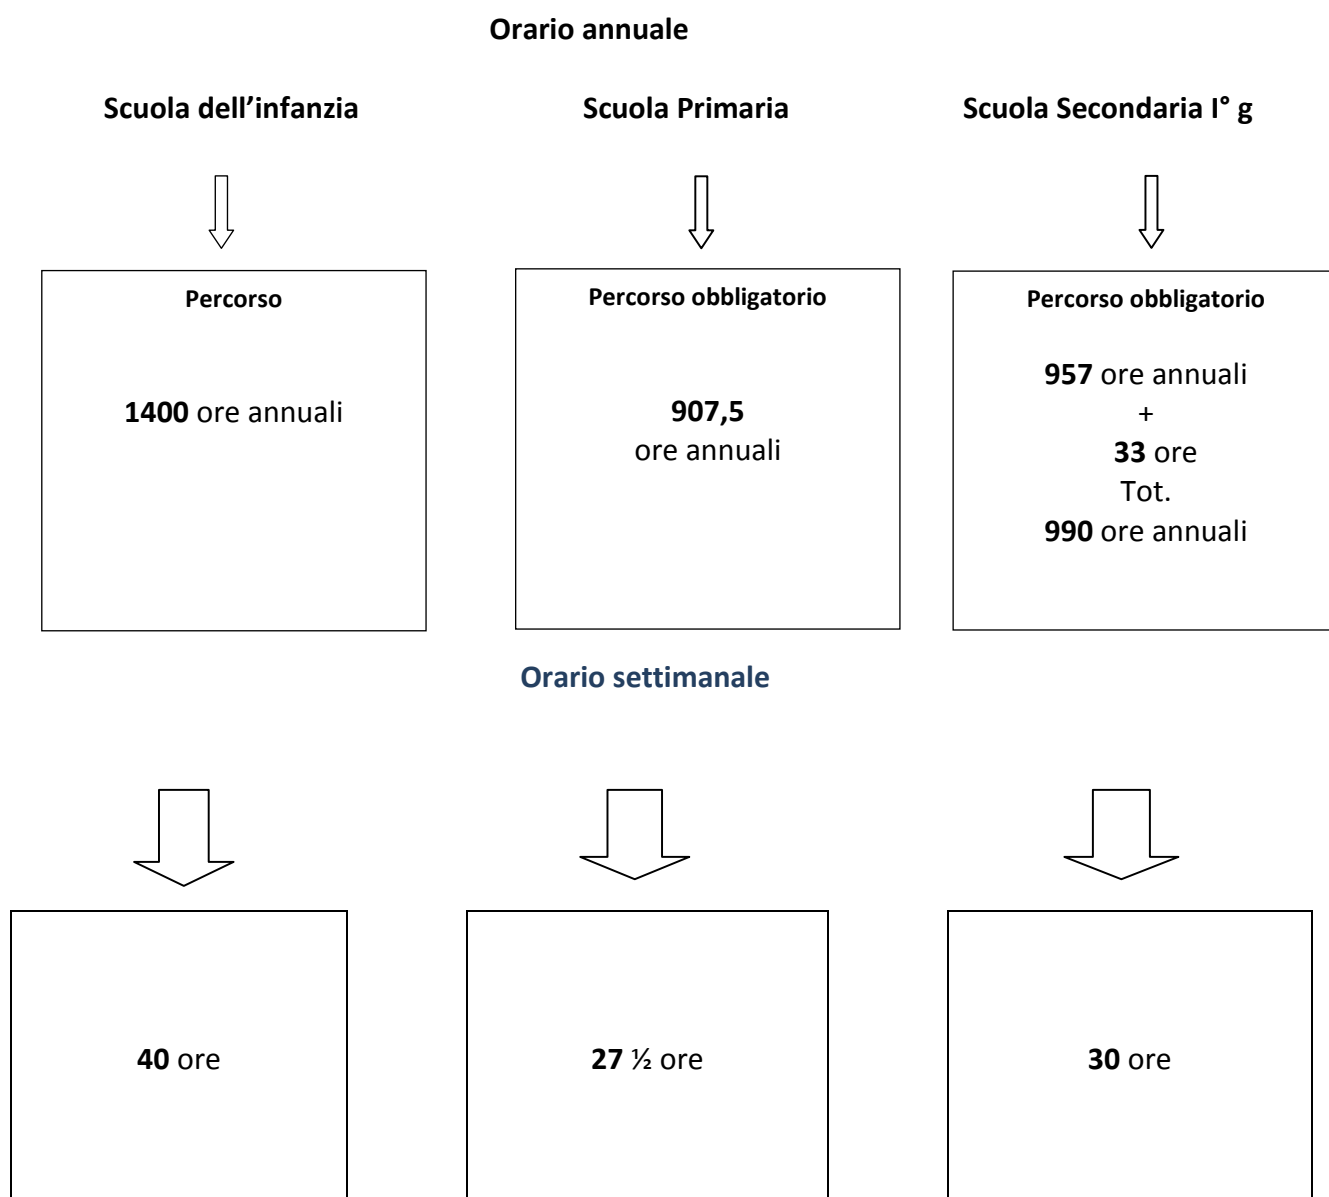 Orario annuale
Scuola dell’infanzia
Scuola Primaria
Scuola Secondaria I° g
Percorso
1400 ore annuali
Percorso obbligatorio
907,5
ore annuali
Percorso obbligatorio
957 ore annuali
+
33 ore
Tot.
990 ore annuali
Orario settimanale
40 ore
27 ½ ore
30 ore